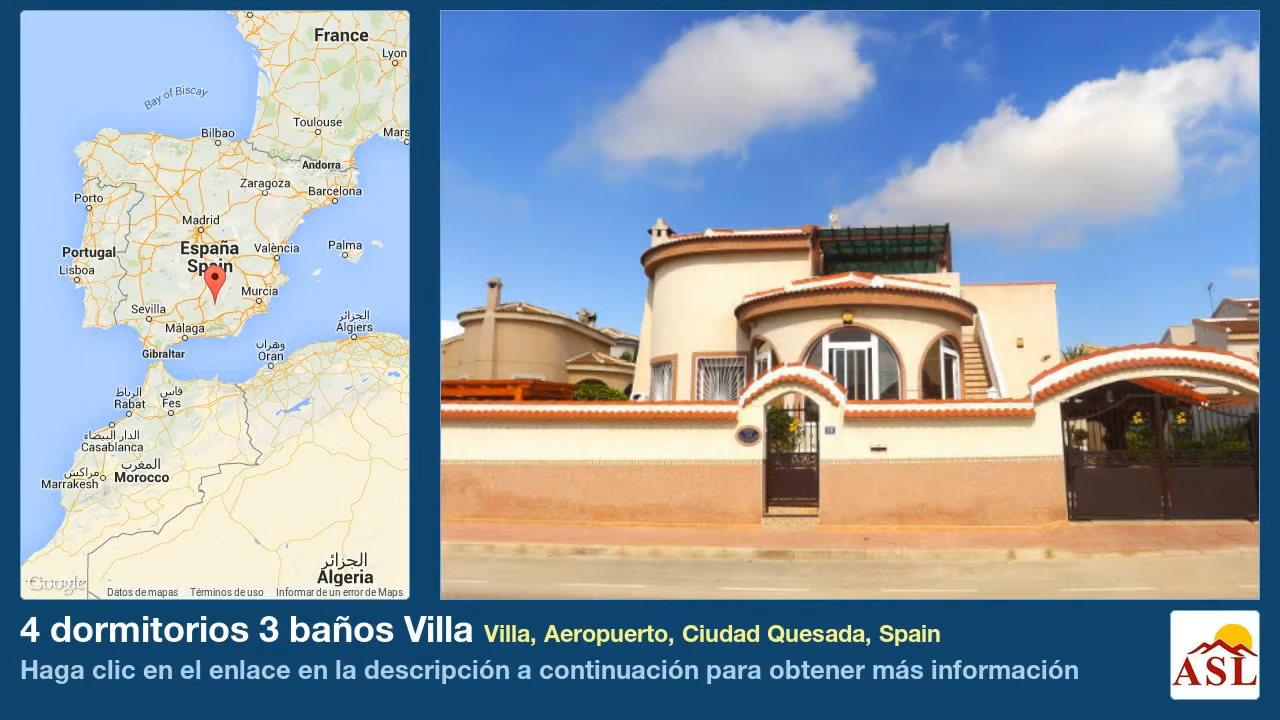 France
Lyon
Bay of Biscay
Toulouse
Mars
Bilbao
Andorra
Zaragoza
Barcelona
Porto
Madrid
España
Spain
València
Palma
Portugal
Lisboa
Murcia
Sevilla
Málaga
الجزائر
Algiers
Gibraltar
وهران
Oran
الرباط
Rabat
فاس
Fes
الدار البيضاء
Casablanca
المغرب
Morocco
مراكش
Marrakesh
الجزائر
Algeria
Google
Datos de mapas Términos de uso Informar de un error de Maps
4 dormitorios 3 baños Villa Villa, Aeropuerto, Ciudad Quesada, Spain
Haga clic en el enlace en la descripción a continuación para obtener más información
ASL